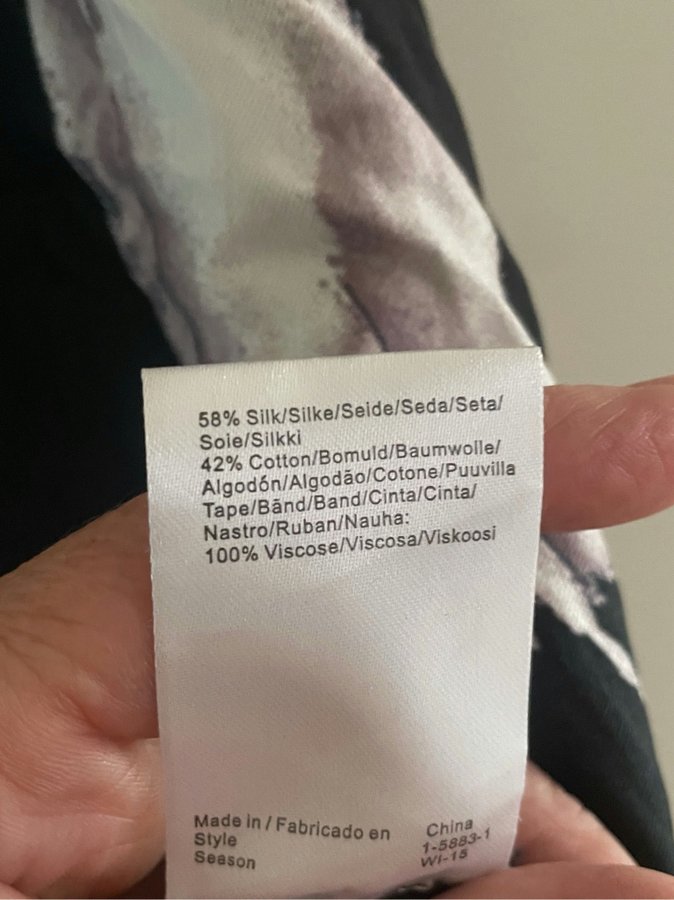 58% Silk/Silke/Seide/Seda/Seta/
Soie/Silkki
42% Cotton/Bomuld/Baumwolle/
Algodón/Algodão/Cotone/Puuvilla
Tape/Bãnd/Band/Cinta/Cinta/
Nastro/Ruban/Nauha:
100% Viscose/Viscosa/Viskoosi
Made in / Fabricado en China
Style 1-5883-1
Season WI-15